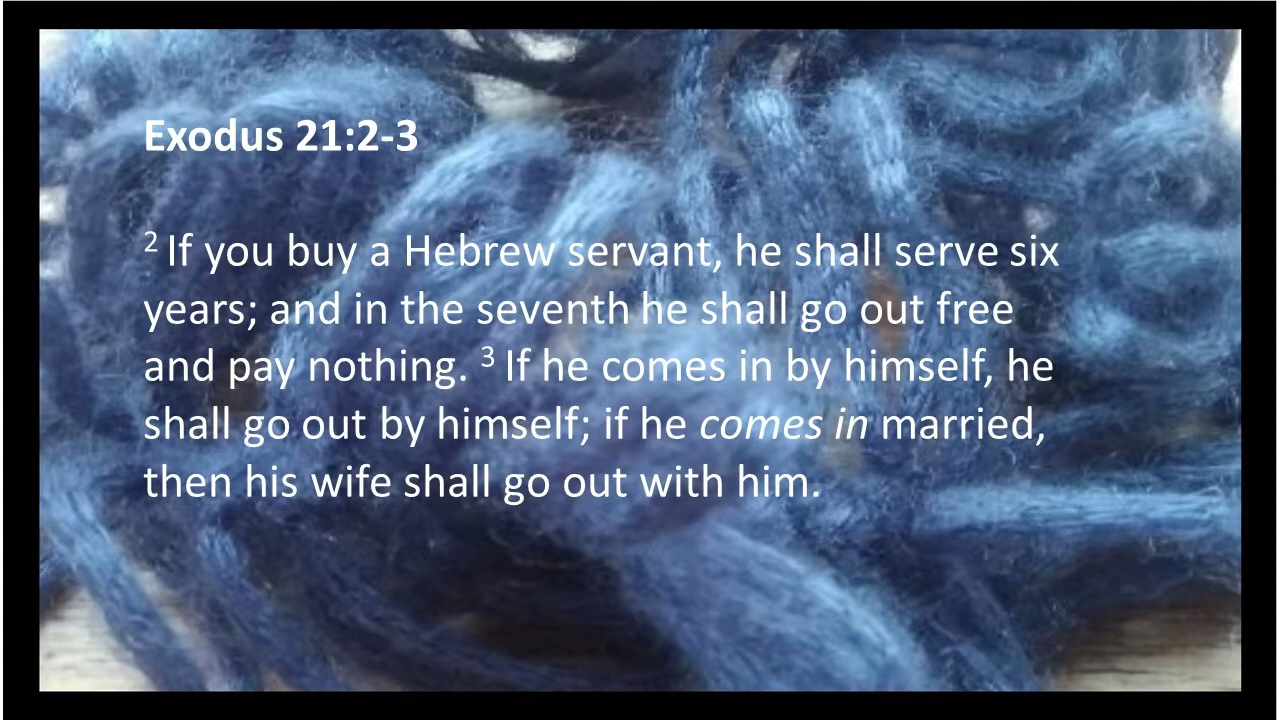 Exodus 21:2-3
2 If you buy a Hebrew servant, he shall serve six
years; and in the seventh he shall go out free
and pay nothing. 3 If he comes in by himself, he
shall go out by himself; if he comes in married,
then his wife shall go out with him.